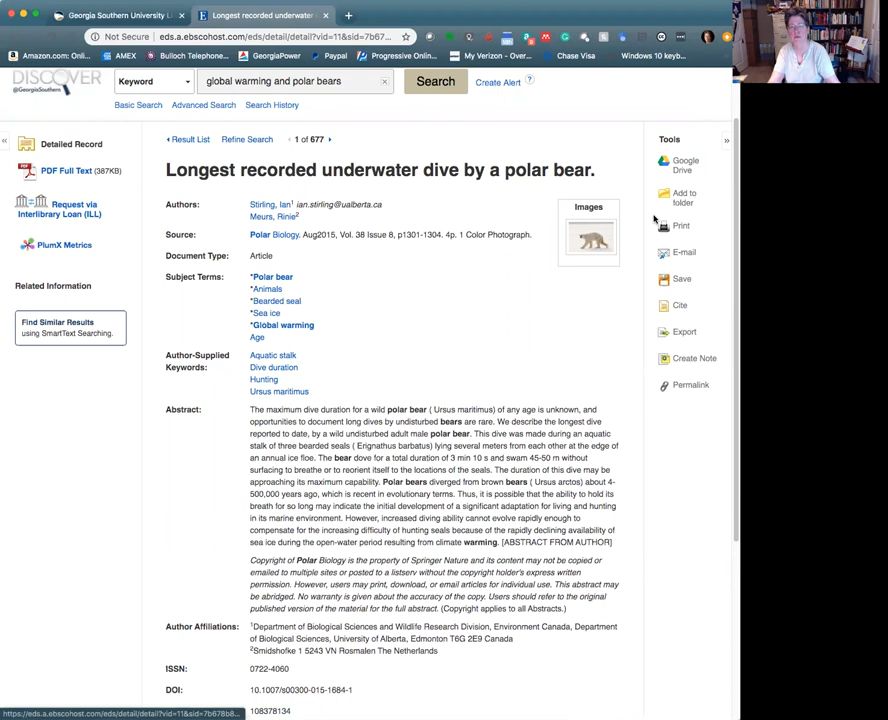 Georgia Southern University L
Longest recorded underwater
Not Secure | eds.a.ebscohost.com/eds/detail/detail?vid=11&sid=7b67...
Amazon.com: Onli...
AMEX
Bulloch Telephone...
GeorgiaPower
Paypal
Progressive Onlin...
My Verizon - Over...
Chase Visa
Windows 10 keyb...
DISCOVER
@GeorgiaSouthern
Keyword
global warming and polar bears
Search
Create Alert
?
Basic Search
Advanced Search
Search History
Detailed Record
PDF Full Text (387KB)
Request via
Interlibrary Loan (ILL)
PlumX Metrics
Related Information
Find Similar Results
using SmartText Searching.
Result List
Refine Search
1 of 677
Longest recorded underwater dive by a polar bear.
Authors:
Stirling, Ian1 ian.stirling@ualberta.ca
Meurs, Rinie2
Source:
Polar Biology. Aug2015, Vol. 38 Issue 8, p1301-1304. 4p. 1 Color Photograph.
Document Type:
Article
Subject Terms:
*Polar bear
*Animals
*Bearded seal
*Sea ice
*Global warming
Age
Author-Supplied
Keywords:
Aquatic stalk
Dive duration
Hunting
Ursus maritimus
Abstract:
The maximum dive duration for a wild polar bear ( Ursus maritimus) of any age is unknown, and
opportunities to document long dives by undisturbed bears are rare. We describe the longest dive
reported to date, by a wild undisturbed adult male polar bear. This dive was made during an aquatic
stalk of three bearded seals ( Erignathus barbatus) lying several meters from each other at the edge of
an annual ice floe. The bear dove for a total duration of 3 min 10 s and swam 45-50 m without
surfacing to breathe or to reorient itself to the locations of the seals. The duration of this dive may be
approaching its maximum capability. Polar bears diverged from brown bears ( Ursus arctos) about 4-
500,000 years ago, which is recent in evolutionary terms. Thus, it is possible that the ability to hold its
breath for so long may indicate the initial development of a significant adaptation for living and hunting
in its marine environment. However, increased diving ability cannot evolve rapidly enough to
compensate for the increasing difficulty of hunting seals because of the rapidly declining availability of
sea ice during the open-water period resulting from climate warming. [ABSTRACT FROM AUTHOR]
Copyright of Polar Biology is the property of Springer Nature and its content may not be copied or
emailed to multiple sites or posted to a listserv without the copyright holder's express written
permission. However, users may print, download, or email articles for individual use. This abstract may
be abridged. No warranty is given about the accuracy of the copy. Users should refer to the original
published version of the material for the full abstract. (Copyright applies to all Abstracts.)
Author Affiliations:
1Department of Biological Sciences and Wildlife Research Division, Environment Canada, Department
of Biological Sciences, University of Alberta, Edmonton T6G 2E9 Canada
2Smidshofke 1 5243 VN Rosmalen The Netherlands
ISSN:
0722-4060
DOI:
10.1007/s00300-015-1684-1
108378134
Images
Tools
Google
Drive
Add to
folder
Print
E-mail
Save
Cite
Export
Create Note
Permalink
https://eds.a.ebscohost.com/eds/detail/detail?vid=11&sid=7b678b8...